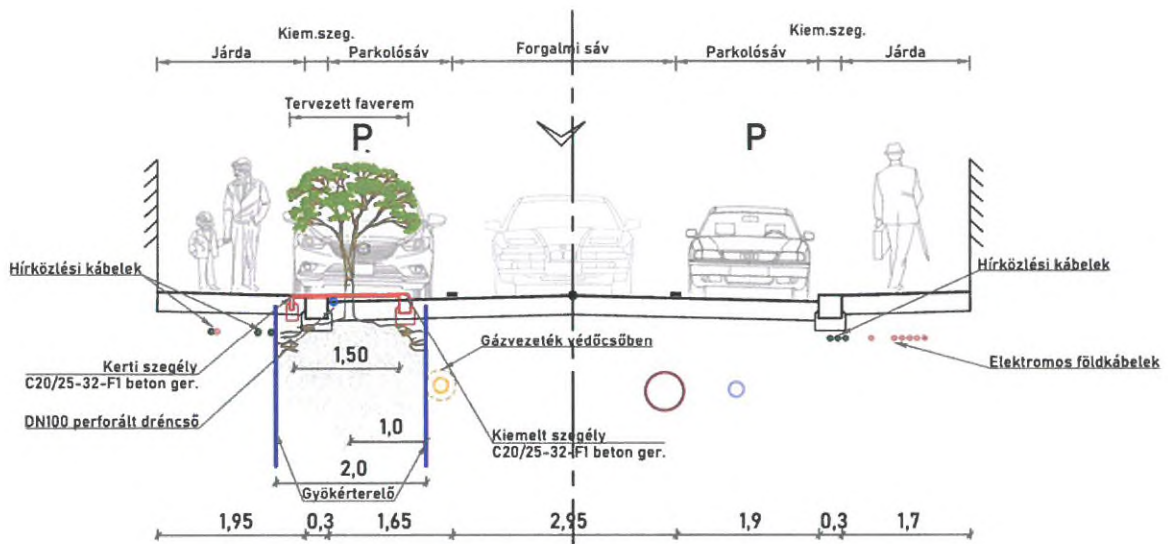 Kiem.szeg.
Kiem.szeg.
Járda
Parkolósáv
Forgalmi sáv
Parkolósáv
Járda
Tervezett faverem
P.
P
Hírközlési kábelek
Hírközlési kábelek
Gázvezeték védőcsőben
1,50
Elektromos földkábelek
Kerti szegély
C20/25-32-F1 beton ger.
DN100 perforált dréncső
1,0
Kiemelt szegély
C20/25-32-F1 beton ger.
2,0
Gyökérterelő
1,95
0,3
1,65
2,95
1,9
0,3
1,7